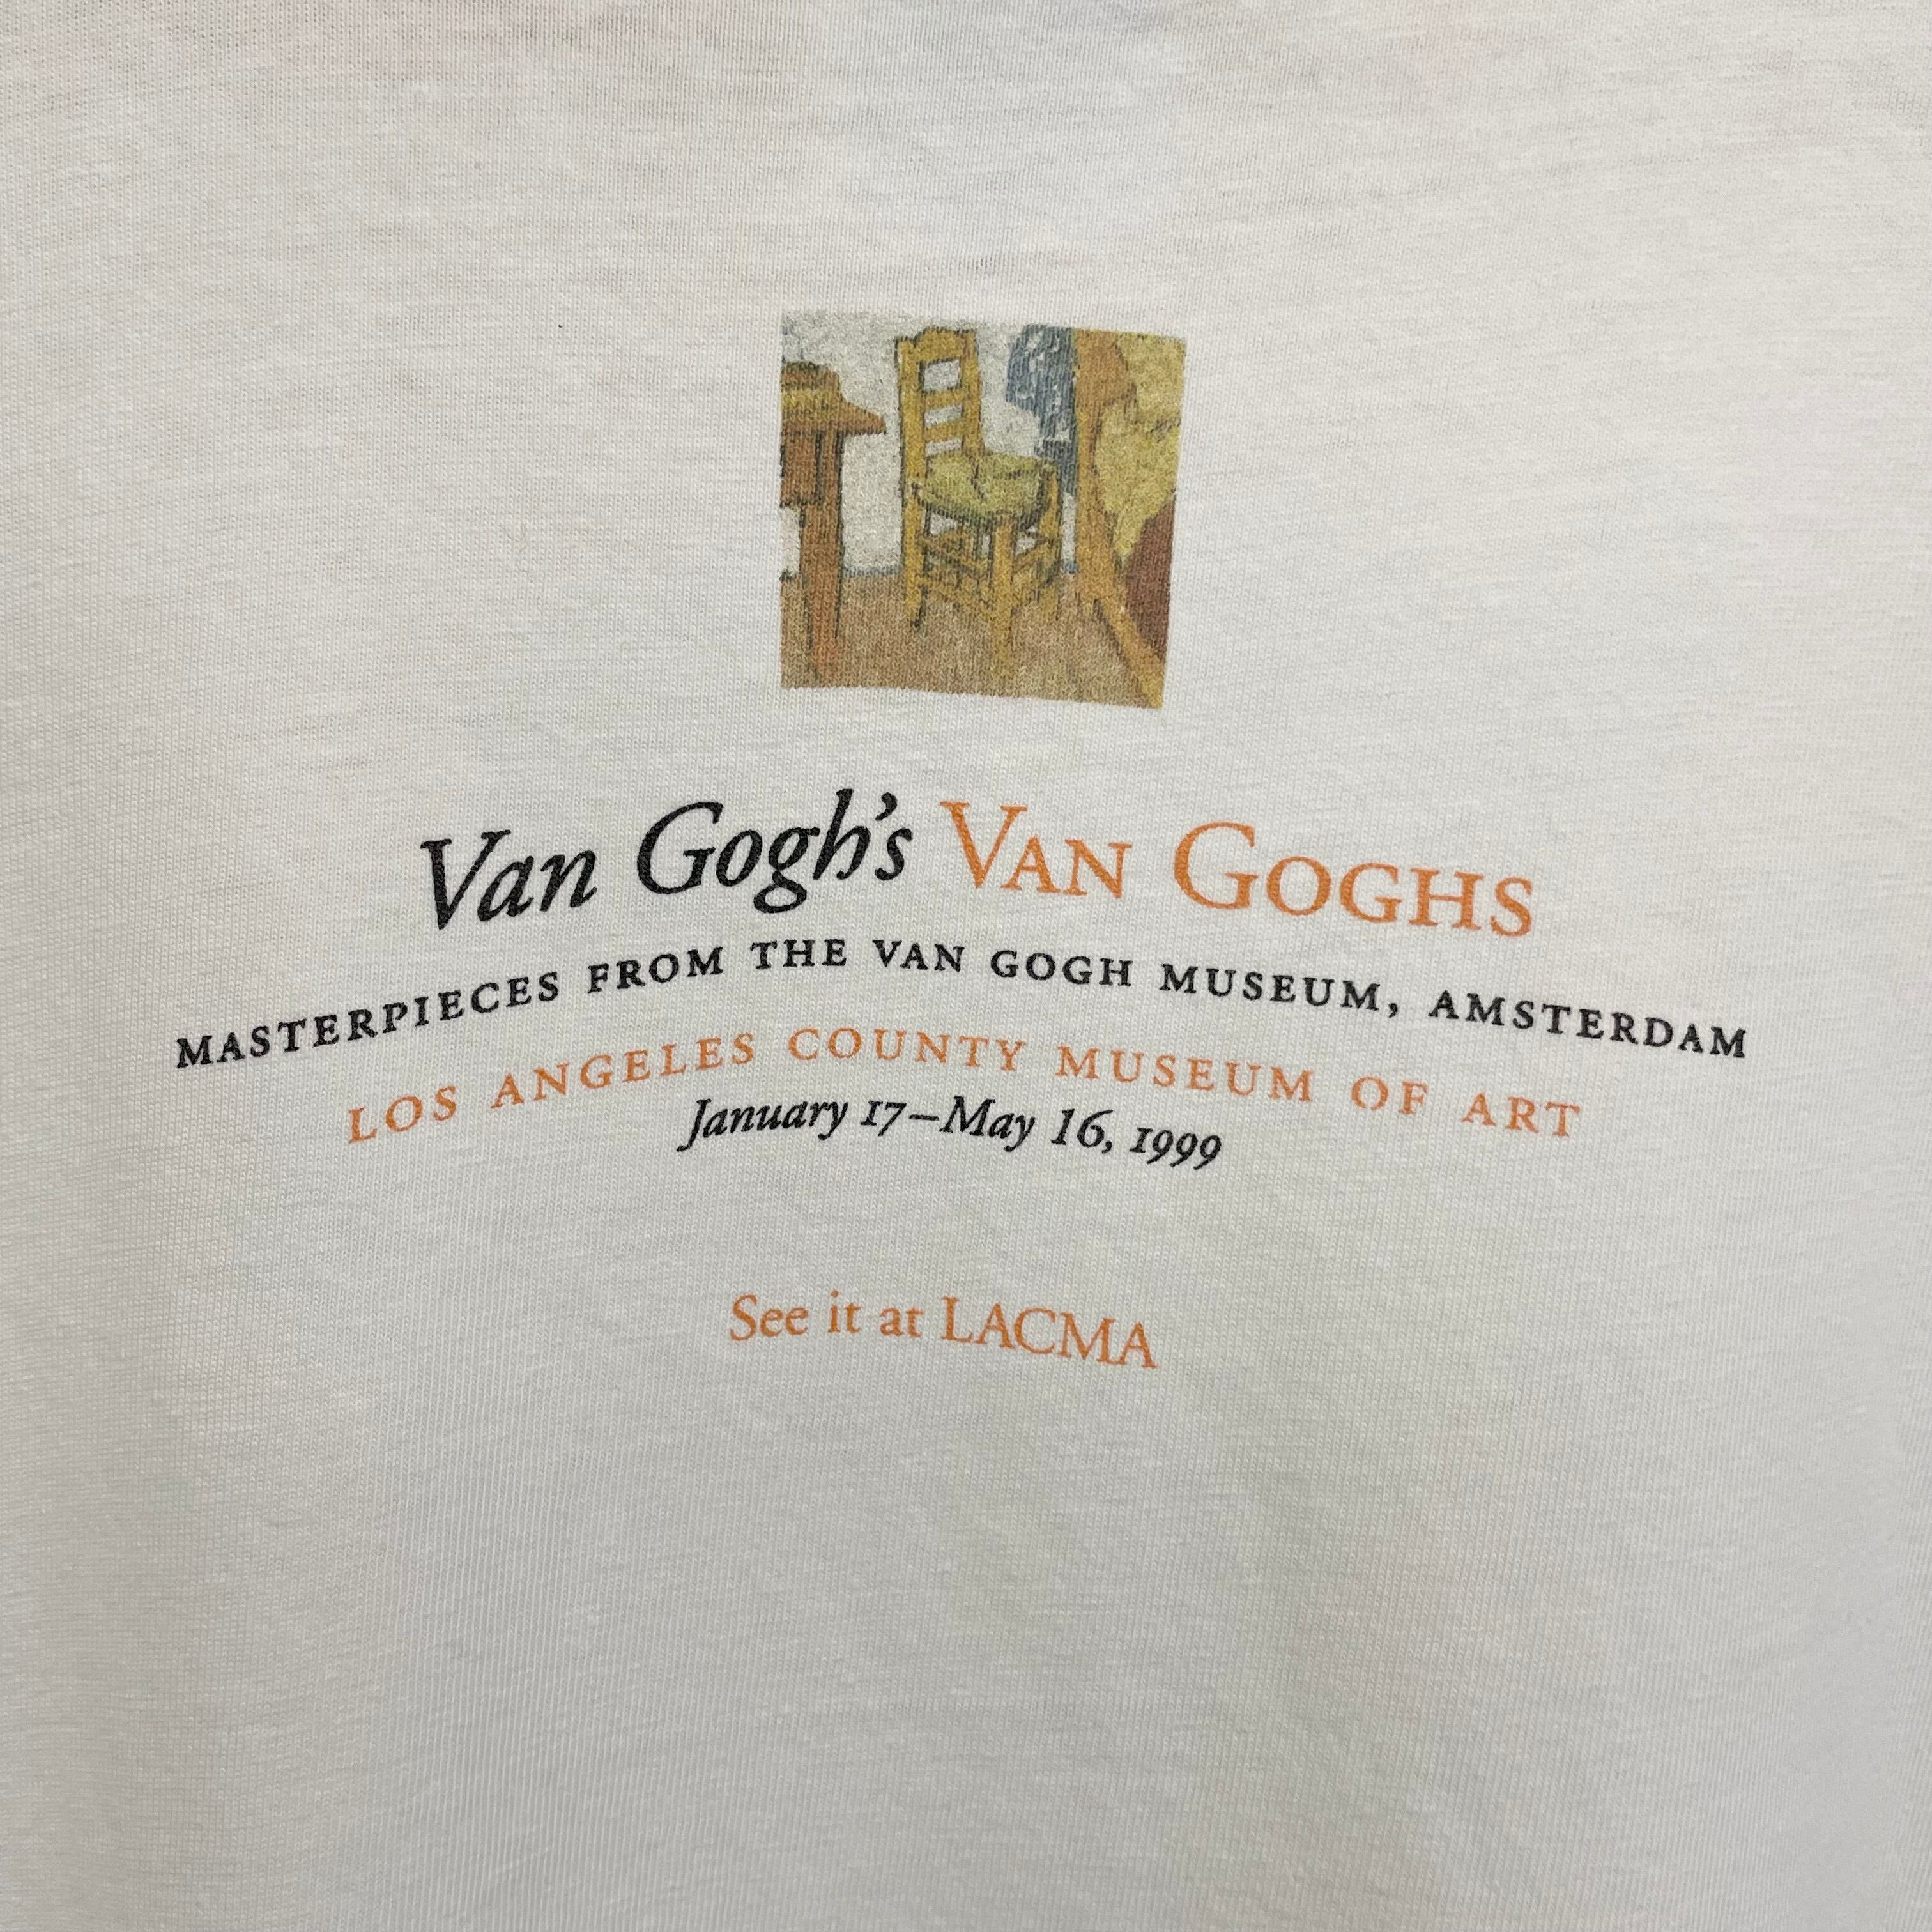 Van Gogh's VAN GOGHS
MASTERPIECES FROM THE VAN GOGH MUSEUM, AMSTERDAM
LOS ANGELES COUNTY MUSEUM OF ART
January 17–May 16, 1999
See it at LACMA